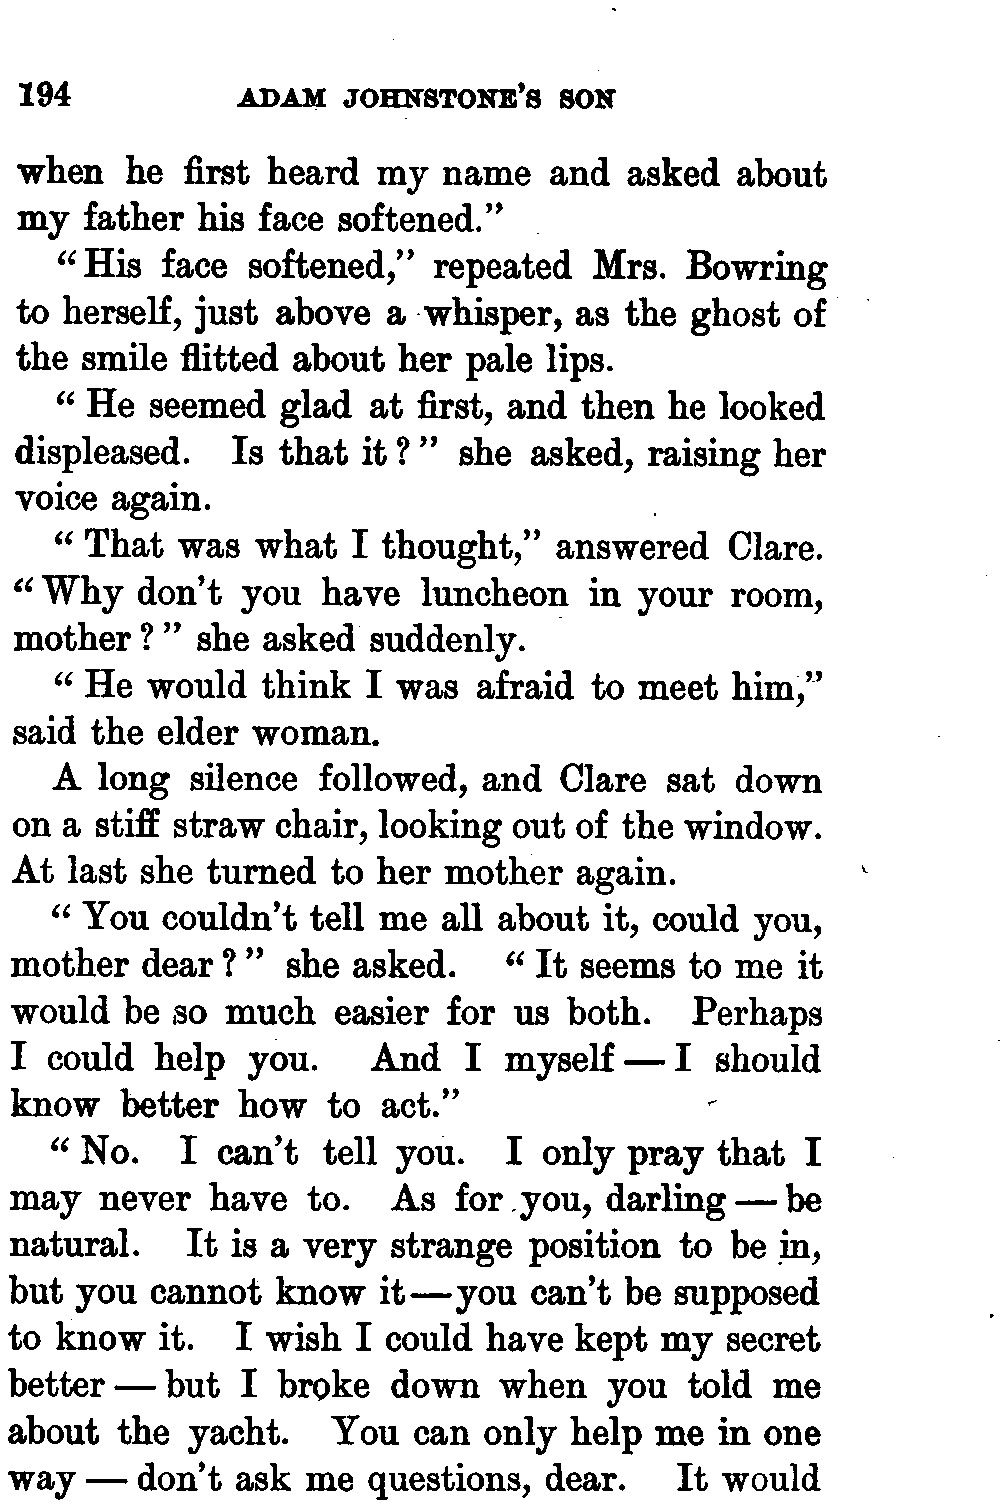 194 ADAM JOHNSTONE'S SON
when he first heard my name and asked about
my father his face softened."
"His face softened," repeated Mrs. Bowring
to herself, just above a whisper, as the ghost of
the smile flitted about her pale lips.
"He seemed glad at first, and then he looked
displeased. Is that it?" she asked, raising her
voice again.
"That was what I thought," answered Clare.
"Why don't you have luncheon in your room,
mother?" she asked suddenly.
"He would think I was afraid to meet him,"
said the elder woman.
A long silence followed, and Clare sat down
on a stiff straw chair, looking out of the window.
At last she turned to her mother again.
"You couldn't tell me all about it, could you,
mother dear?" she asked. "It seems to me it
would be so much easier for us both. Perhaps
I could help you. And I myself — I should
know better how to act."
"No. I can't tell you. I only pray that I
may never have to. As for you, darling — be
natural. It is a very strange position to be in,
but you cannot know it — you can't be supposed
to know it. I wish I could have kept my secret
better — but I broke down when you told me
about the yacht. You can only help me in one
way — don't ask me questions, dear. It would